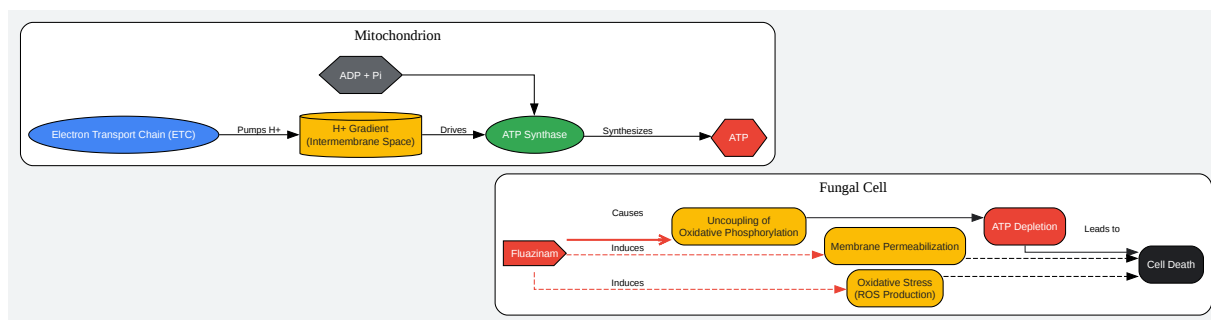 Mitochondrion
ADP + Pi
Electron Transport Chain (ETC)
Pumps H+
H+ Gradient
(Intermembrane Space)
Drives
ATP Synthase
Synthesizes
ATP
Fungal Cell
Causes
Uncoupling of
Oxidative Phosphorylation
ATP Depletion
Leads to
Fluazinam
Induces
Membrane Permeabilization
Cell Death
Induces
Oxidative Stress
(ROS Production)